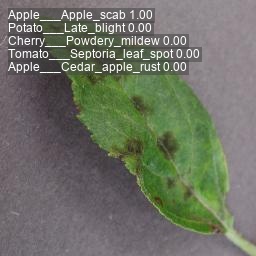 Apple___Apple_scab 1.00
Potato___Late_blight 0.00
Cherry___Powdery_mildew 0.00
Tomato___Septoria_leaf_spot 0.00
Apple___Cedar_apple_rust 0.00